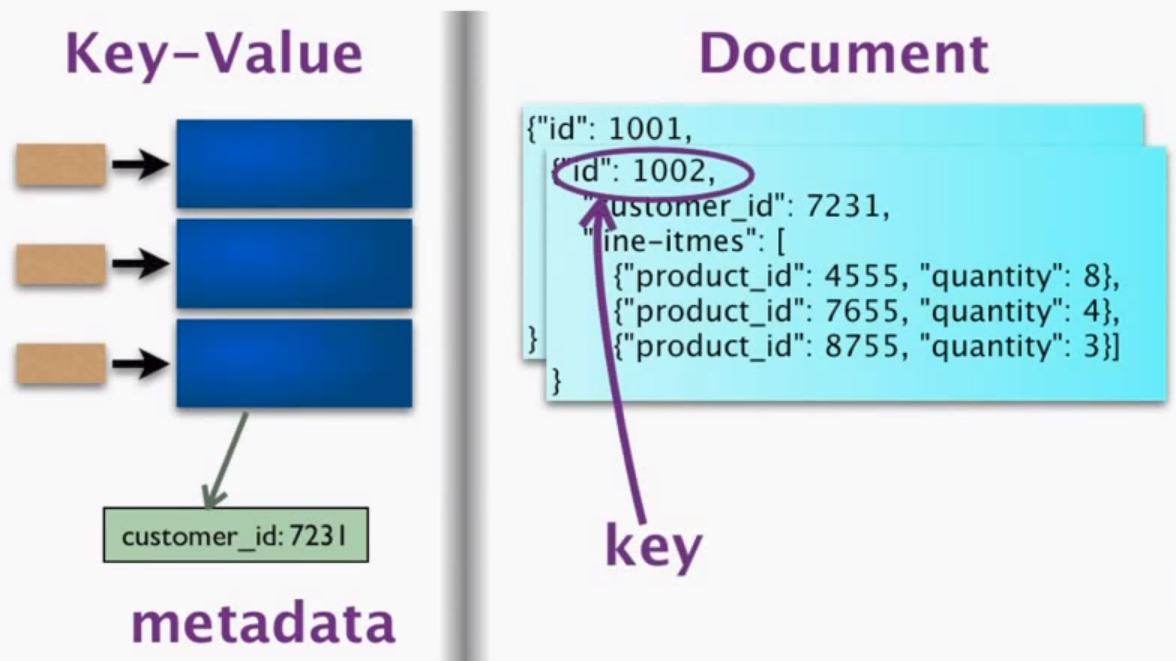 Key-Value
customer_id: 7231
metadata
Document
{"id": 1001,
}
{"id": 1002,
"customer_id": 7231,
"line-itmes": [
{"product_id": 4555, "quantity": 8},
{"product_id": 7655, "quantity": 4},
{"product_id": 8755, "quantity": 3}]
}
key